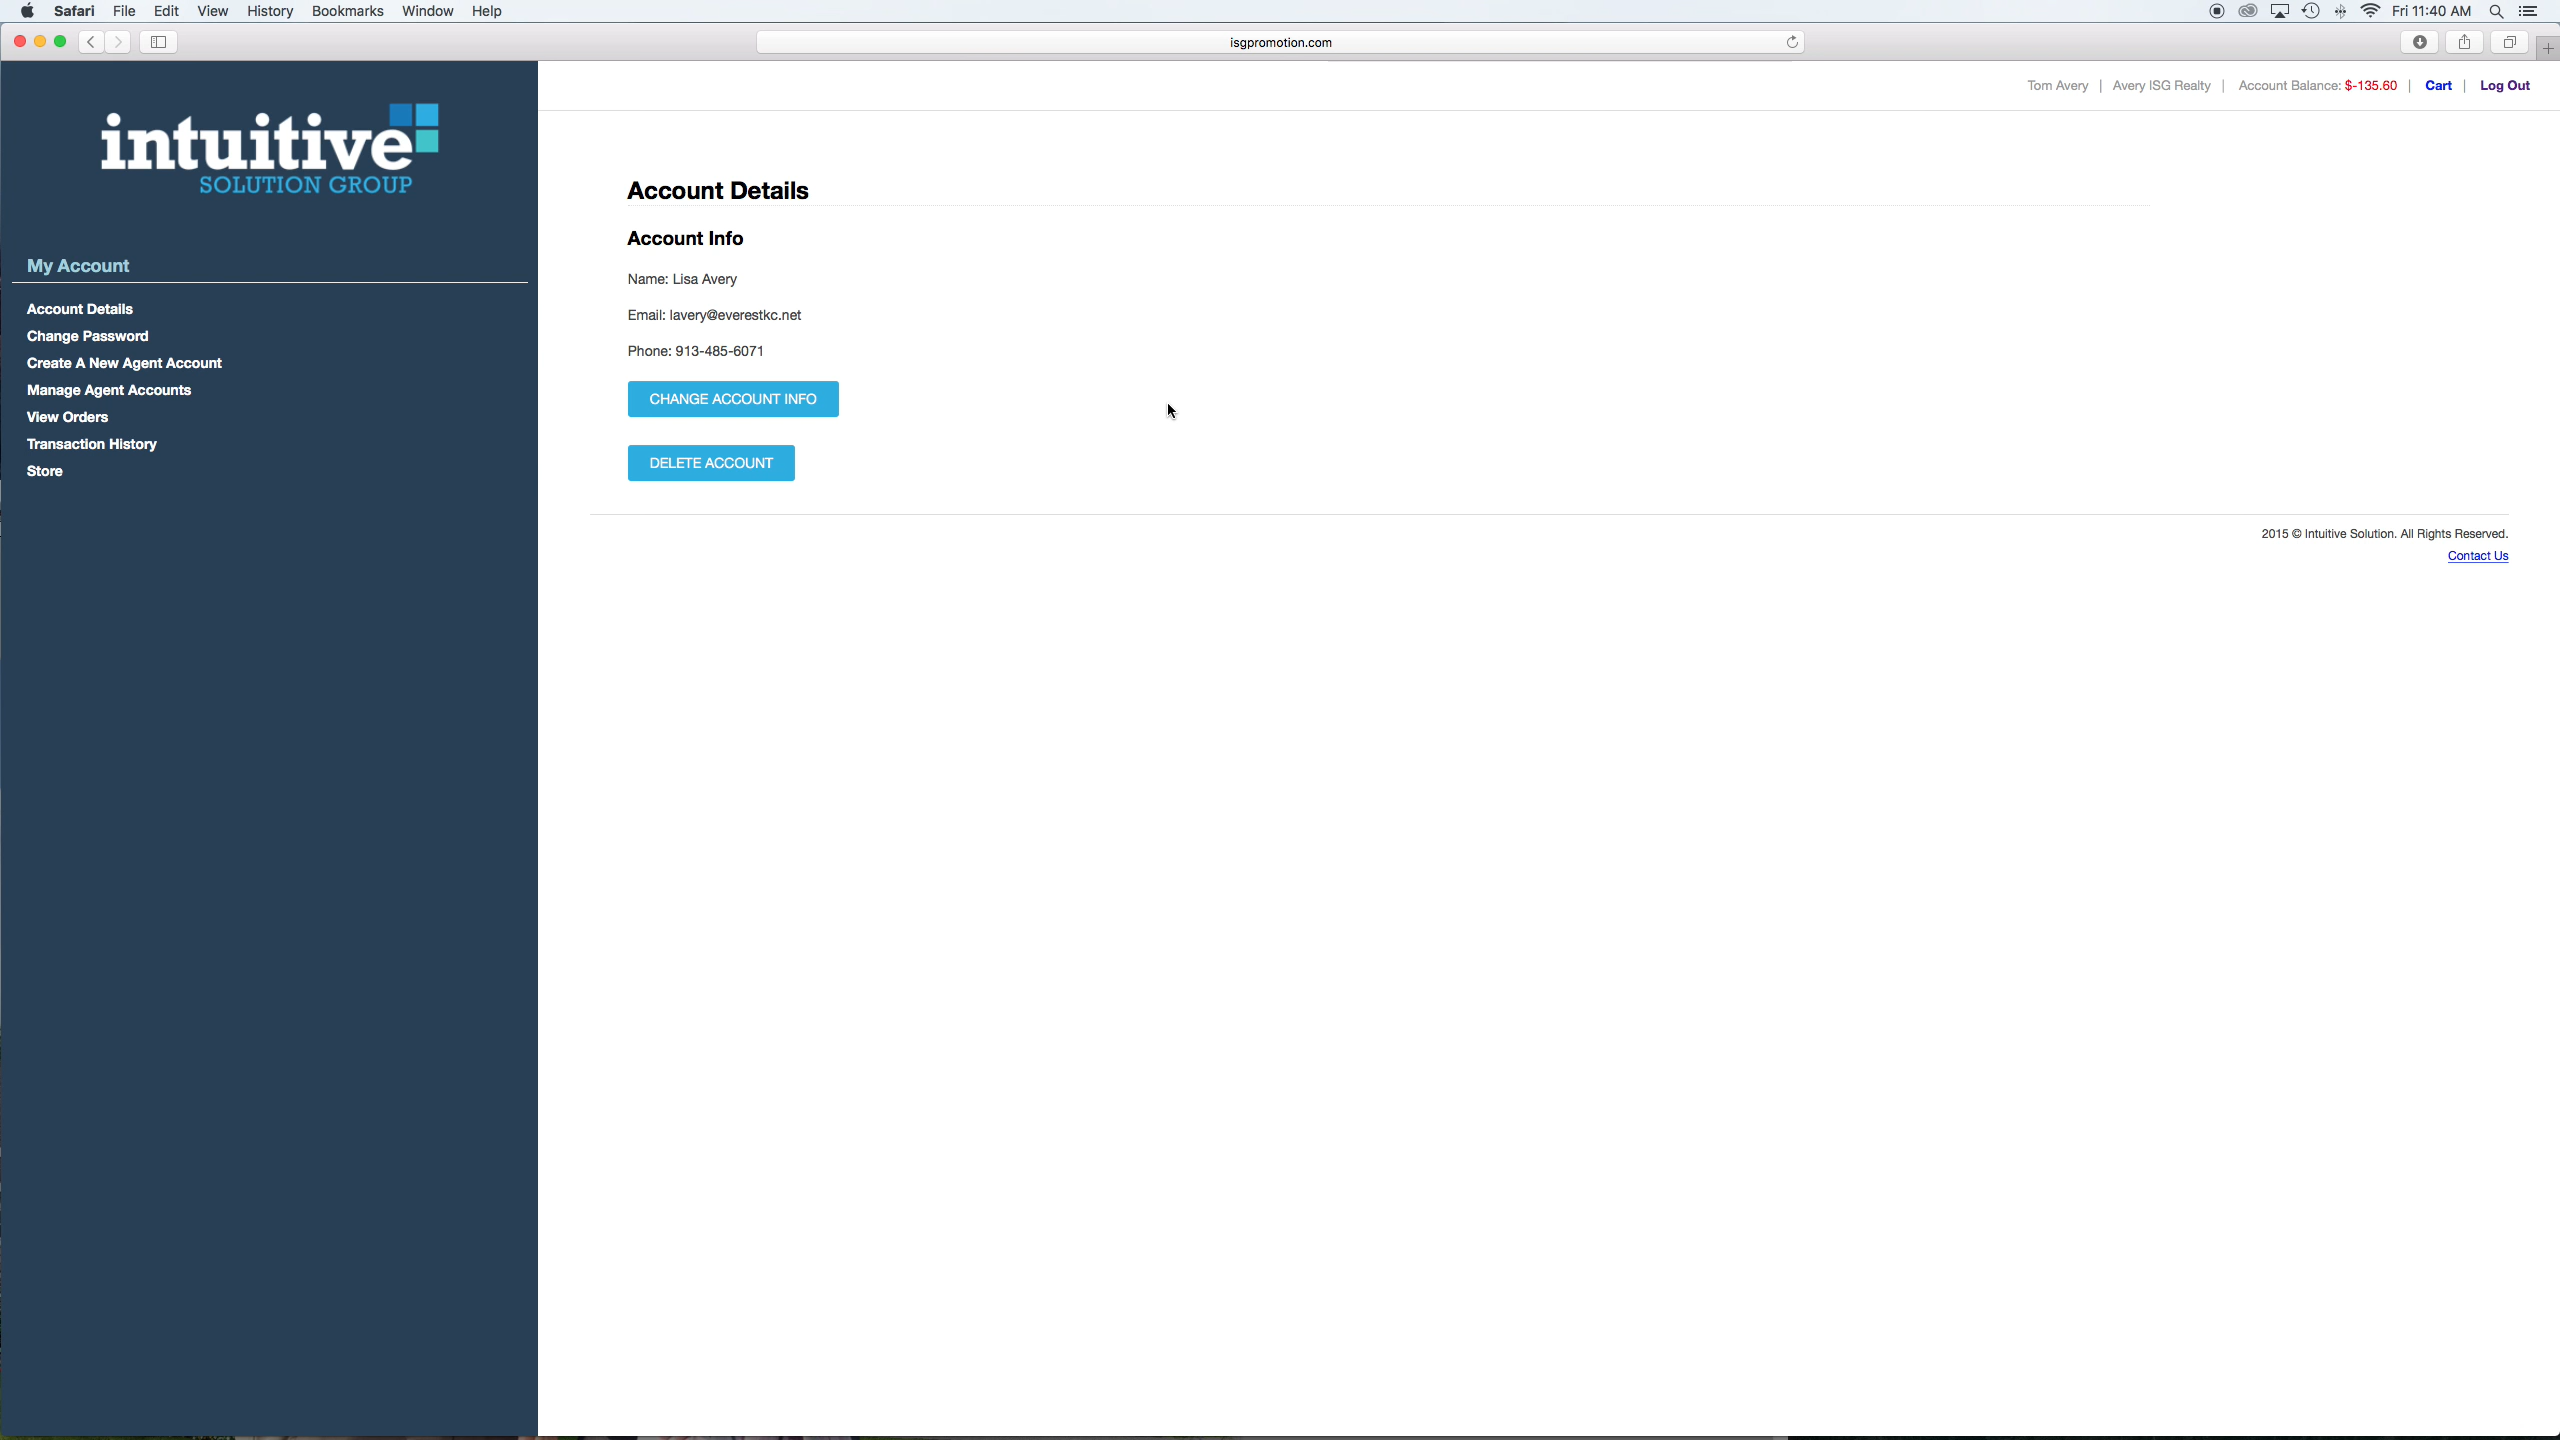 Safari File Edit View History Bookmarks Window Help Fri 11:40 AM
isgpromotion.com
Tom Avery | Avery ISG Realty | Account Balance: $-135.60 | Cart | Log Out
intuitive
SOLUTION GROUP
My Account
Account Details
Change Password
Create A New Agent Account
Manage Agent Accounts
View Orders
Transaction History
Store
Account Details
Account Info
Name: Lisa Avery
Email: lavery@everestkc.net
Phone: 913-485-6071
CHANGE ACCOUNT INFO
DELETE ACCOUNT
2015 © Intuitive Solution. All Rights Reserved.
Contact Us